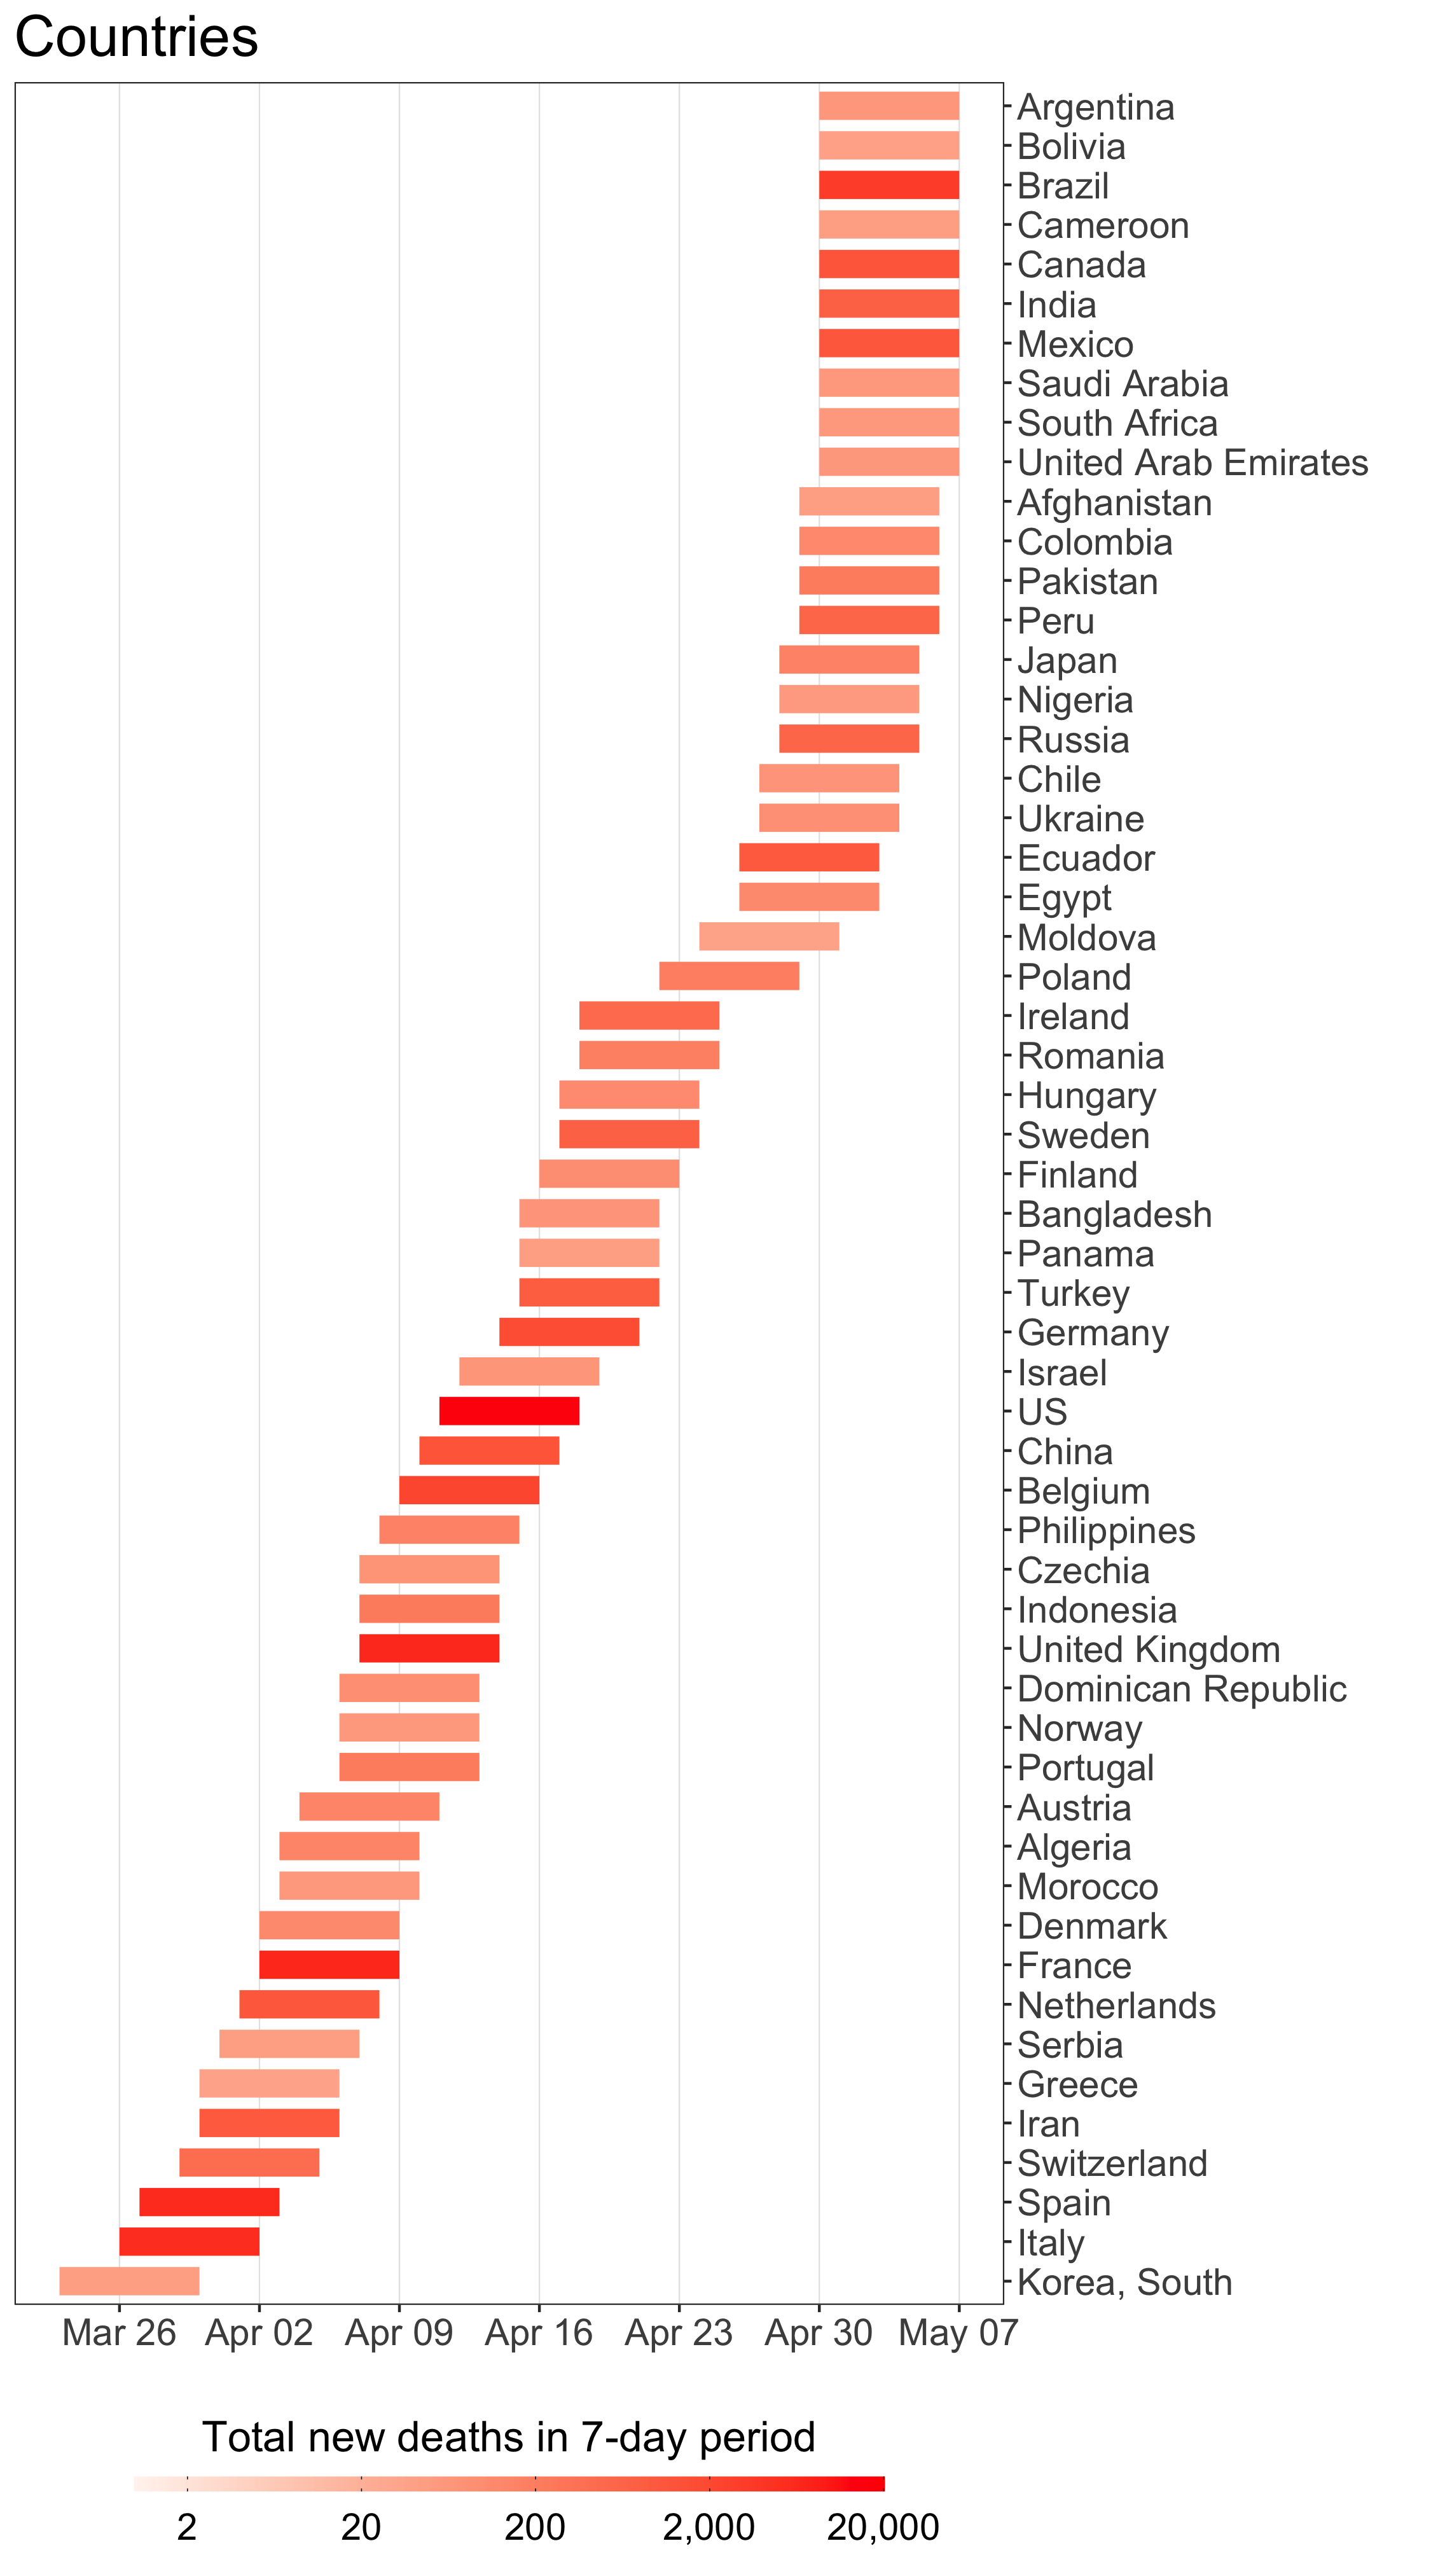 Countries
Argentina
Bolivia
Brazil
Cameroon
Canada
India
Mexico
Saudi Arabia
South Africa
United Arab Emirates
Afghanistan
Colombia
Pakistan
Peru
Japan
Nigeria
Russia
Chile
Ukraine
Ecuador
Egypt
Moldova
Poland
Ireland
Romania
Hungary
Sweden
Finland
Bangladesh
Panama
Turkey
Germany
Israel
US
China
Belgium
Philippines
Czechia
Indonesia
United Kingdom
Dominican Republic
Norway
Portugal
Austria
Algeria
Morocco
Denmark
France
Netherlands
Serbia
Greece
Iran
Switzerland
Spain
Italy
Korea, South
Mar 26 Apr 02 Apr 09 Apr 16 Apr 23 Apr 30 May 07
Total new deaths in 7-day period
2 20 200 2,000 20,000